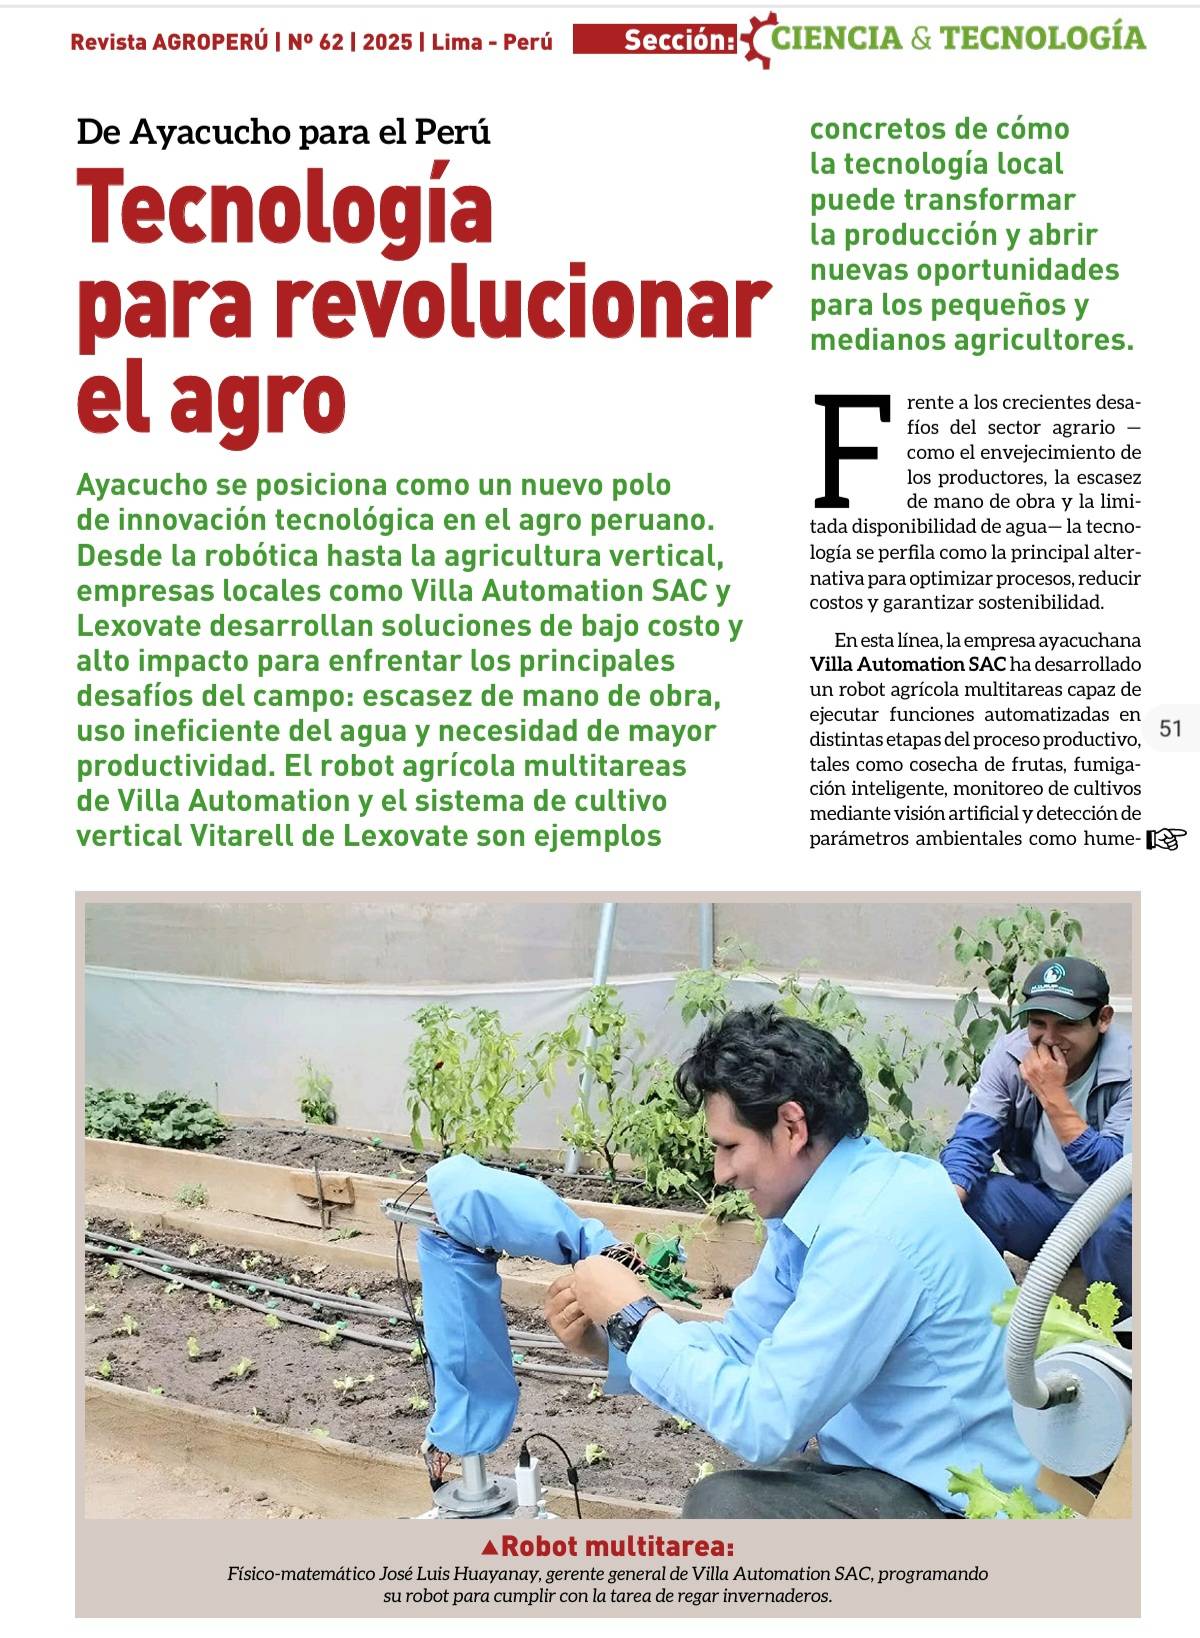 Revista AGROPERÚ | Nº 62 | 2025 | Lima - Perú
Sección: CIENCIA & TECNOLOGÍA
De Ayacucho para el Perú
Tecnología
para revolucionar
el agro
Ayacucho se posiciona como un nuevo polo
de innovación tecnológica en el agro peruano.
Desde la robótica hasta la agricultura vertical,
empresas locales como Villa Automation SAC y
Lexovate desarrollan soluciones de bajo costo y
alto impacto para enfrentar los principales
desafíos del campo: escasez de mano de obra,
uso ineficiente del agua y necesidad de mayor
productividad. El robot agrícola multitareas
de Villa Automation y el sistema de cultivo
vertical Vitarell de Lexovate son ejemplos
concretos de cómo
la tecnología local
puede transformar
la producción y abrir
nuevas oportunidades
para los pequeños y
medianos agricultores.
Frente a los crecientes desa-
fíos del sector agrario —
como el envejecimiento de
los productores, la escasez
de mano de obra y la limi-
tada disponibilidad de agua— la tecno-
logía se perfila como la principal alter-
nativa para optimizar procesos, reducir
costos y garantizar sostenibilidad.
En esta línea, la empresa ayacuchana
Villa Automation SAC ha desarrollado
un robot agrícola multitareas capaz de
ejecutar funciones automatizadas en
distintas etapas del proceso productivo,
tales como cosecha de frutas, fumiga-
ción inteligente, monitoreo de cultivos
mediante visión artificial y detección de
parámetros ambientales como hume-
51
▲Robot multitarea:
Físico-matemático José Luis Huayanay, gerente general de Villa Automation SAC, programando
su robot para cumplir con la tarea de regar invernaderos.